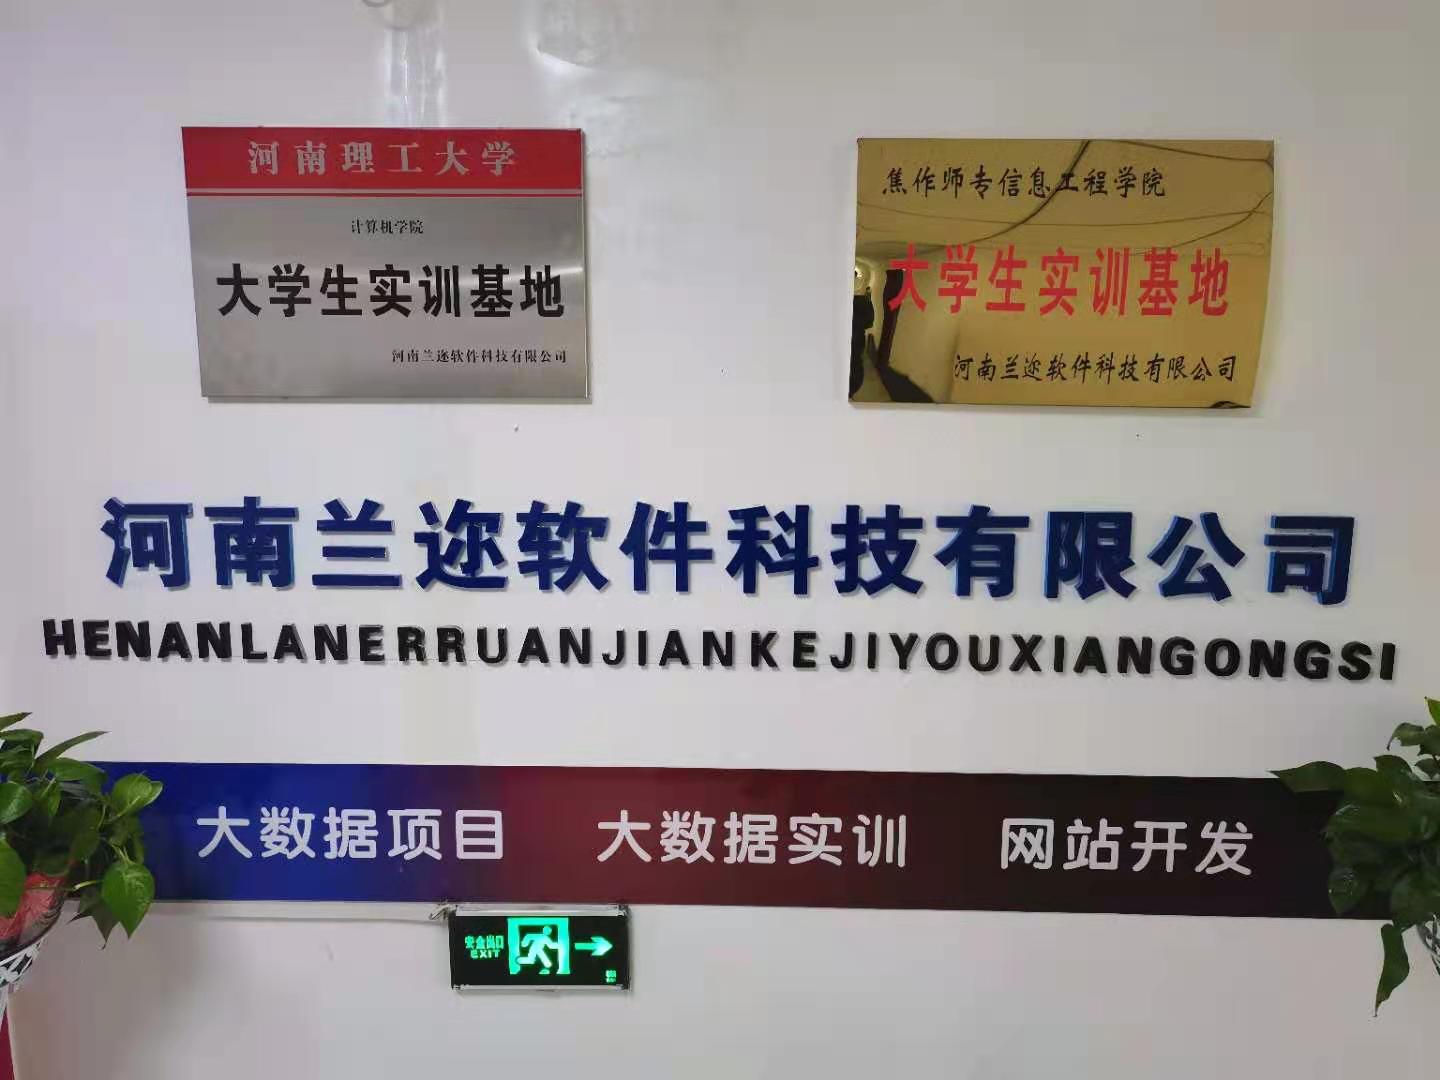 河南理工大学
计算机学院
大学生实训基地
河南兰迩软件科技有限公司
焦作师专信息工程学院
大学生实训基地
河南兰迩软件科技有限公司
河南兰迩软件科技有限公司
HENANLANERRUANJIANKEJIYOUXIANGONGSI
大数据项目 大数据实训 网站开发
安全出口
EXIT